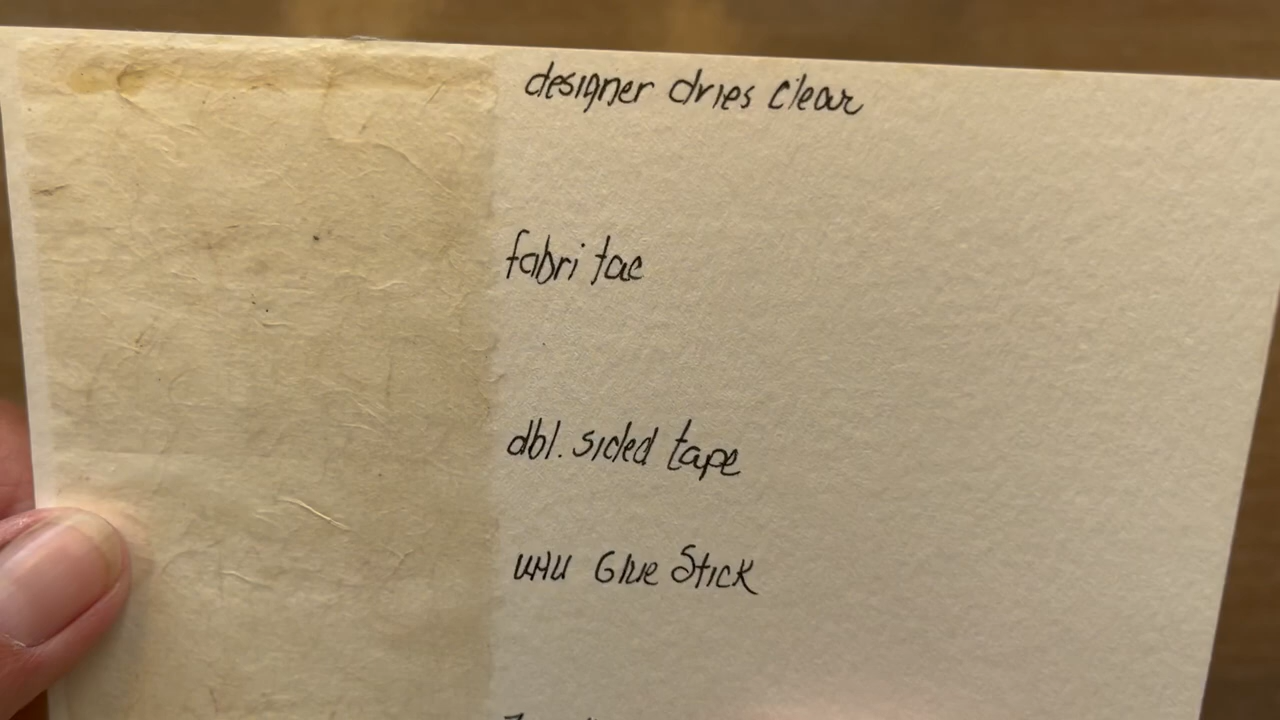 designer dries clear
fabri tac
dbl. sided tape
UHU Glue Stick